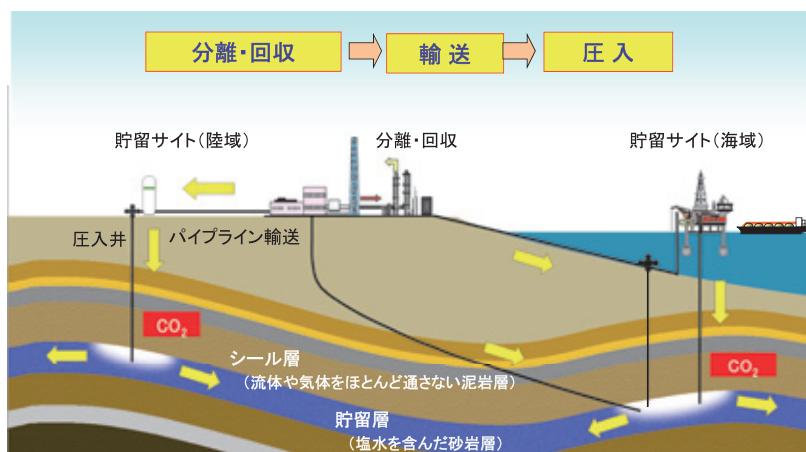 分離・回収
輸送
圧入
貯留サイト(陸域)
分離・回収
貯留サイト(海域)
圧入井
パイプライン輸送
CO₂
シール層
(流体や気体をほとんど通さない泥岩層)
CO₂
貯留層
(塩水を含んだ砂岩層)